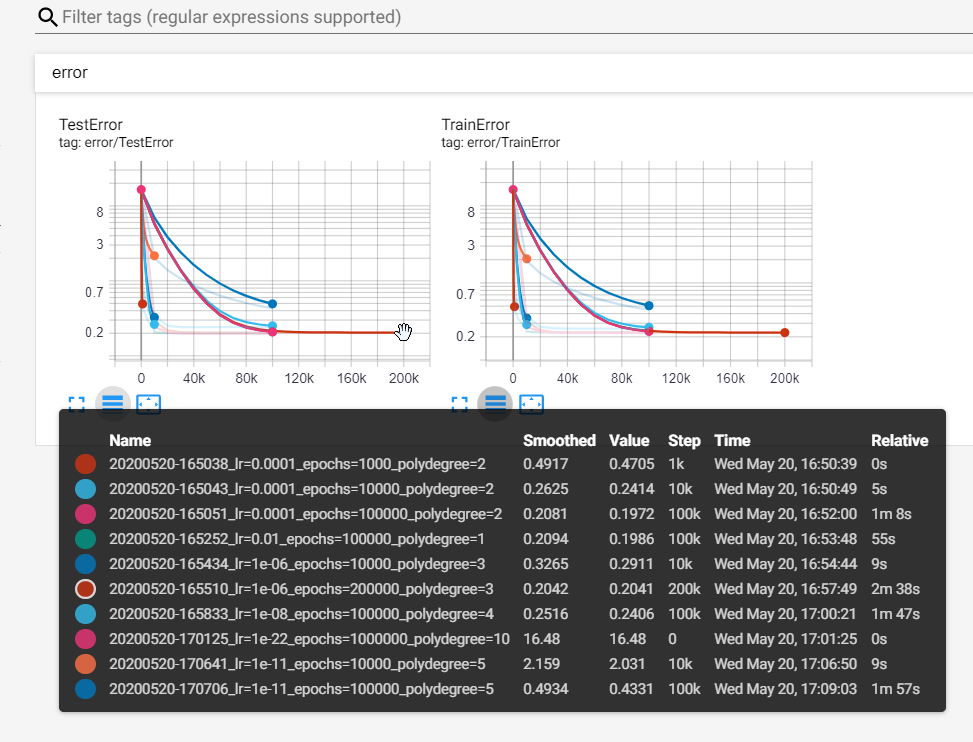 Filter tags (regular expressions supported)
error
TestError
tag: error/TestError
8
3
0.7
0.2
0 40k 80k 120k 160k 200k
TrainError
tag: error/TrainError
8
3
0.7
0.2
0 40k 80k 120k 160k 200k
Name Smoothed Value Step Time Relative
20200520-165038_lr=0.0001_epochs=1000_polydegree=2 0.4917 0.4705 1k Wed May 20, 16:50:39 0s
20200520-165043_lr=0.0001_epochs=10000_polydegree=2 0.2625 0.2414 10k Wed May 20, 16:50:49 5s
20200520-165051_lr=0.0001_epochs=100000_polydegree=2 0.2081 0.1972 100k Wed May 20, 16:52:00 1m 8s
20200520-165252_lr=0.01_epochs=100000_polydegree=1 0.2094 0.1986 100k Wed May 20, 16:53:48 55s
20200520-165434_lr=1e-06_epochs=10000_polydegree=3 0.3265 0.2911 10k Wed May 20, 16:54:44 9s
20200520-165510_lr=1e-06_epochs=200000_polydegree=3 0.2042 0.2041 200k Wed May 20, 16:57:49 2m 38s
20200520-165833_lr=1e-08_epochs=100000_polydegree=4 0.2516 0.2406 100k Wed May 20, 17:00:21 1m 47s
20200520-170125_lr=1e-22_epochs=1000000_polydegree=10 16.48 16.48 0 Wed May 20, 17:01:25 0s
20200520-170641_lr=1e-11_epochs=10000_polydegree=5 2.159 2.031 10k Wed May 20, 17:06:50 9s
20200520-170706_lr=1e-11_epochs=100000_polydegree=5 0.4934 0.4331 100k Wed May 20, 17:09:03 1m 57s